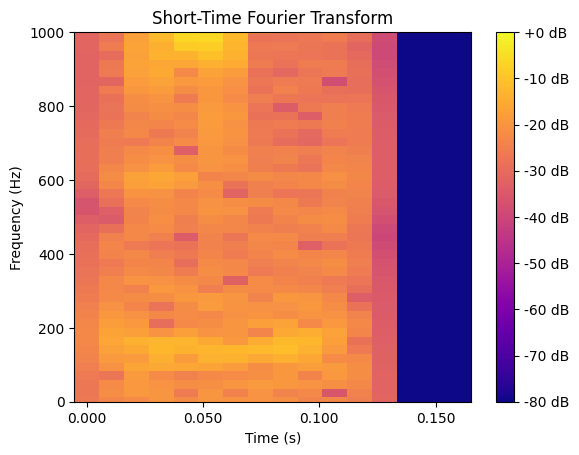 Short-Time Fourier Transform
1000
800
600
400
200
0
Frequency (Hz)
0.000
0.050
0.100
0.150
Time (s)
+0 dB
-10 dB
-20 dB
-30 dB
-40 dB
-50 dB
-60 dB
-70 dB
-80 dB